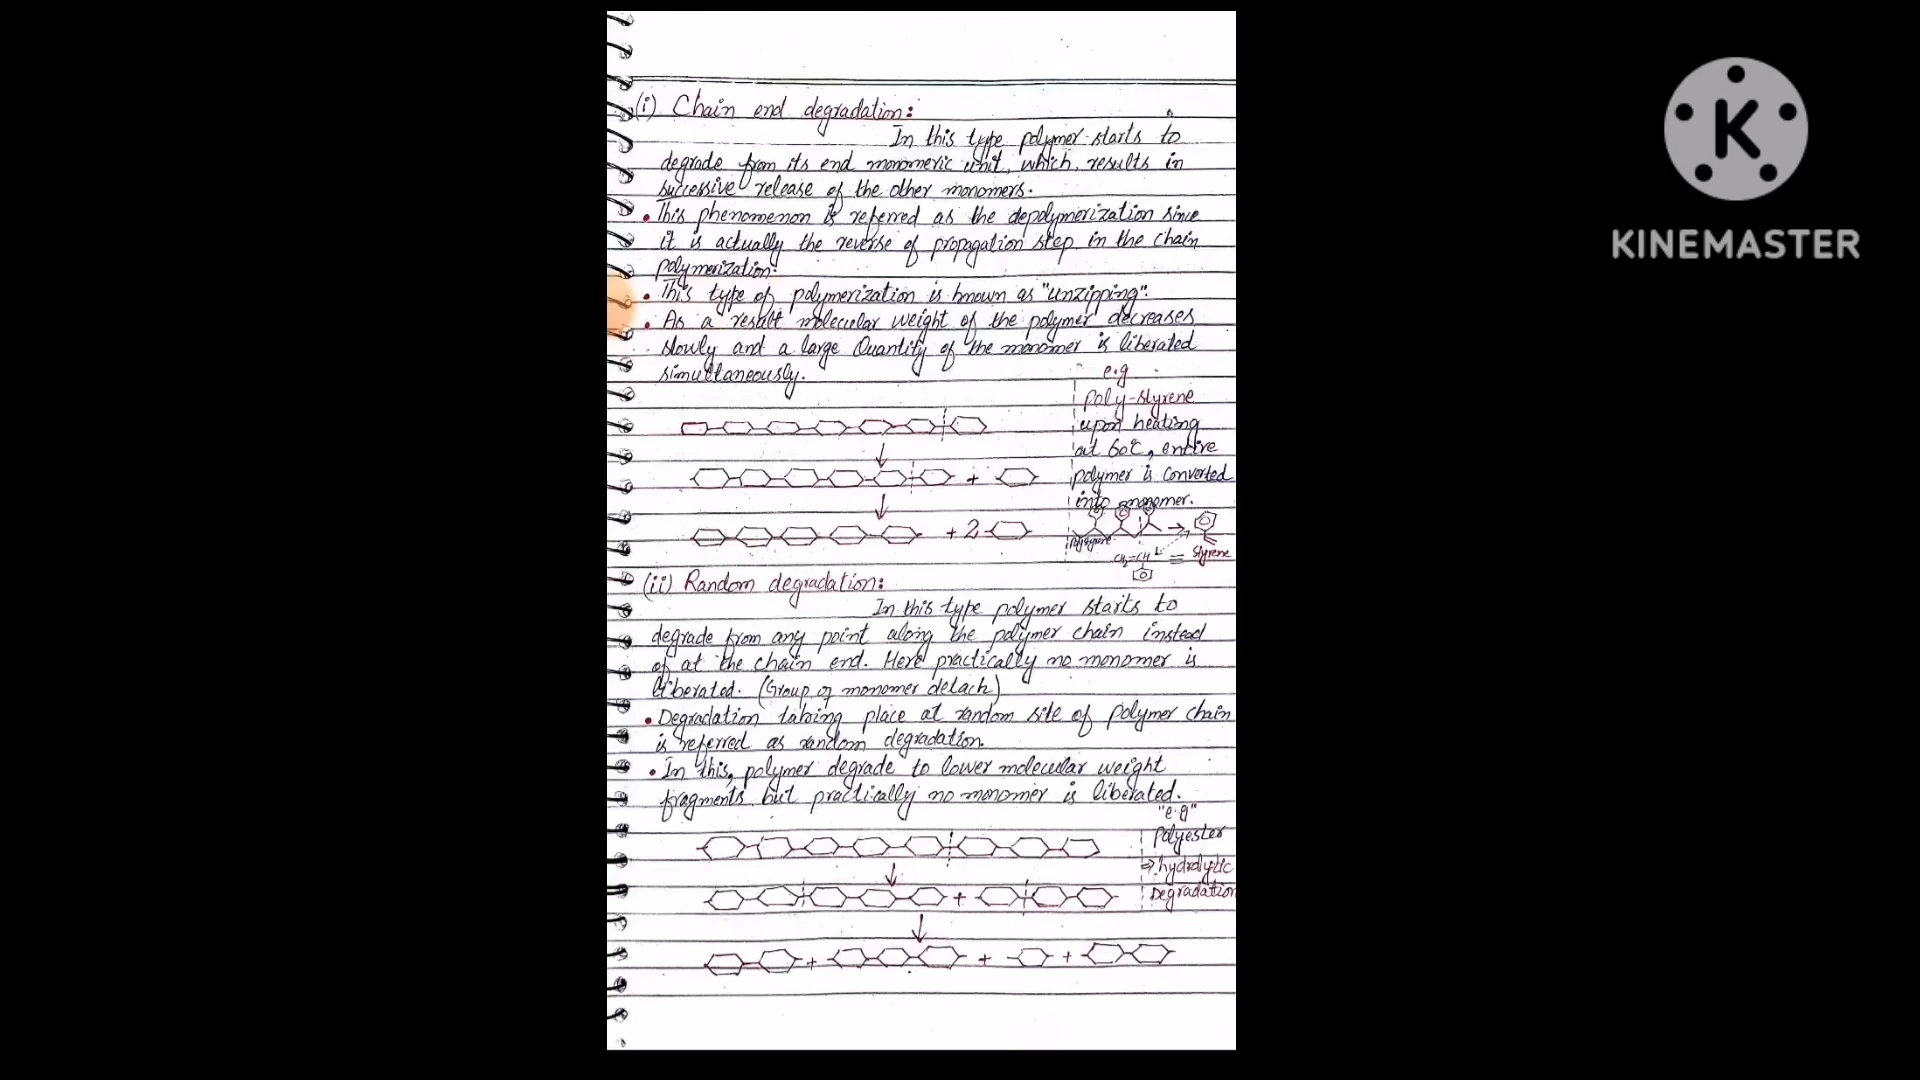 (i) Chain end degradation:
In this type polymer starts to
degrade from its end monomeric unit, which, results in
successive release of the other monomers.
• This phenomenon is referred as the depolymerization since
it is actually the reverse of propagation step in the chain
polymerization.
• This type of polymerization is known as "unzipping".
• As a result molecular weight of the polymer decreases
slowly and a large Quantity of the monomer is liberated
simultaneously.
e.g
poly-styrene
upon heating
at 60°C, entire
polymer is converted
into monomer.
+
+ 2
Styrene
CH2=CH
(ii) Random degradation:
In this type polymer starts to
degrade from any point along the polymer chain instead
of at the chain end. Here practically no monomer is
liberated. (Group of monomer detach)
• Degradation taking place at random site of polymer chain
is referred as random degradation.
• In this, polymer degrade to lower molecular weight
fragments but practically no monomer is liberated.
"e.g"
polyester
⇒ hydrolytic
Degradation
+
+ + +
KINEMASTER